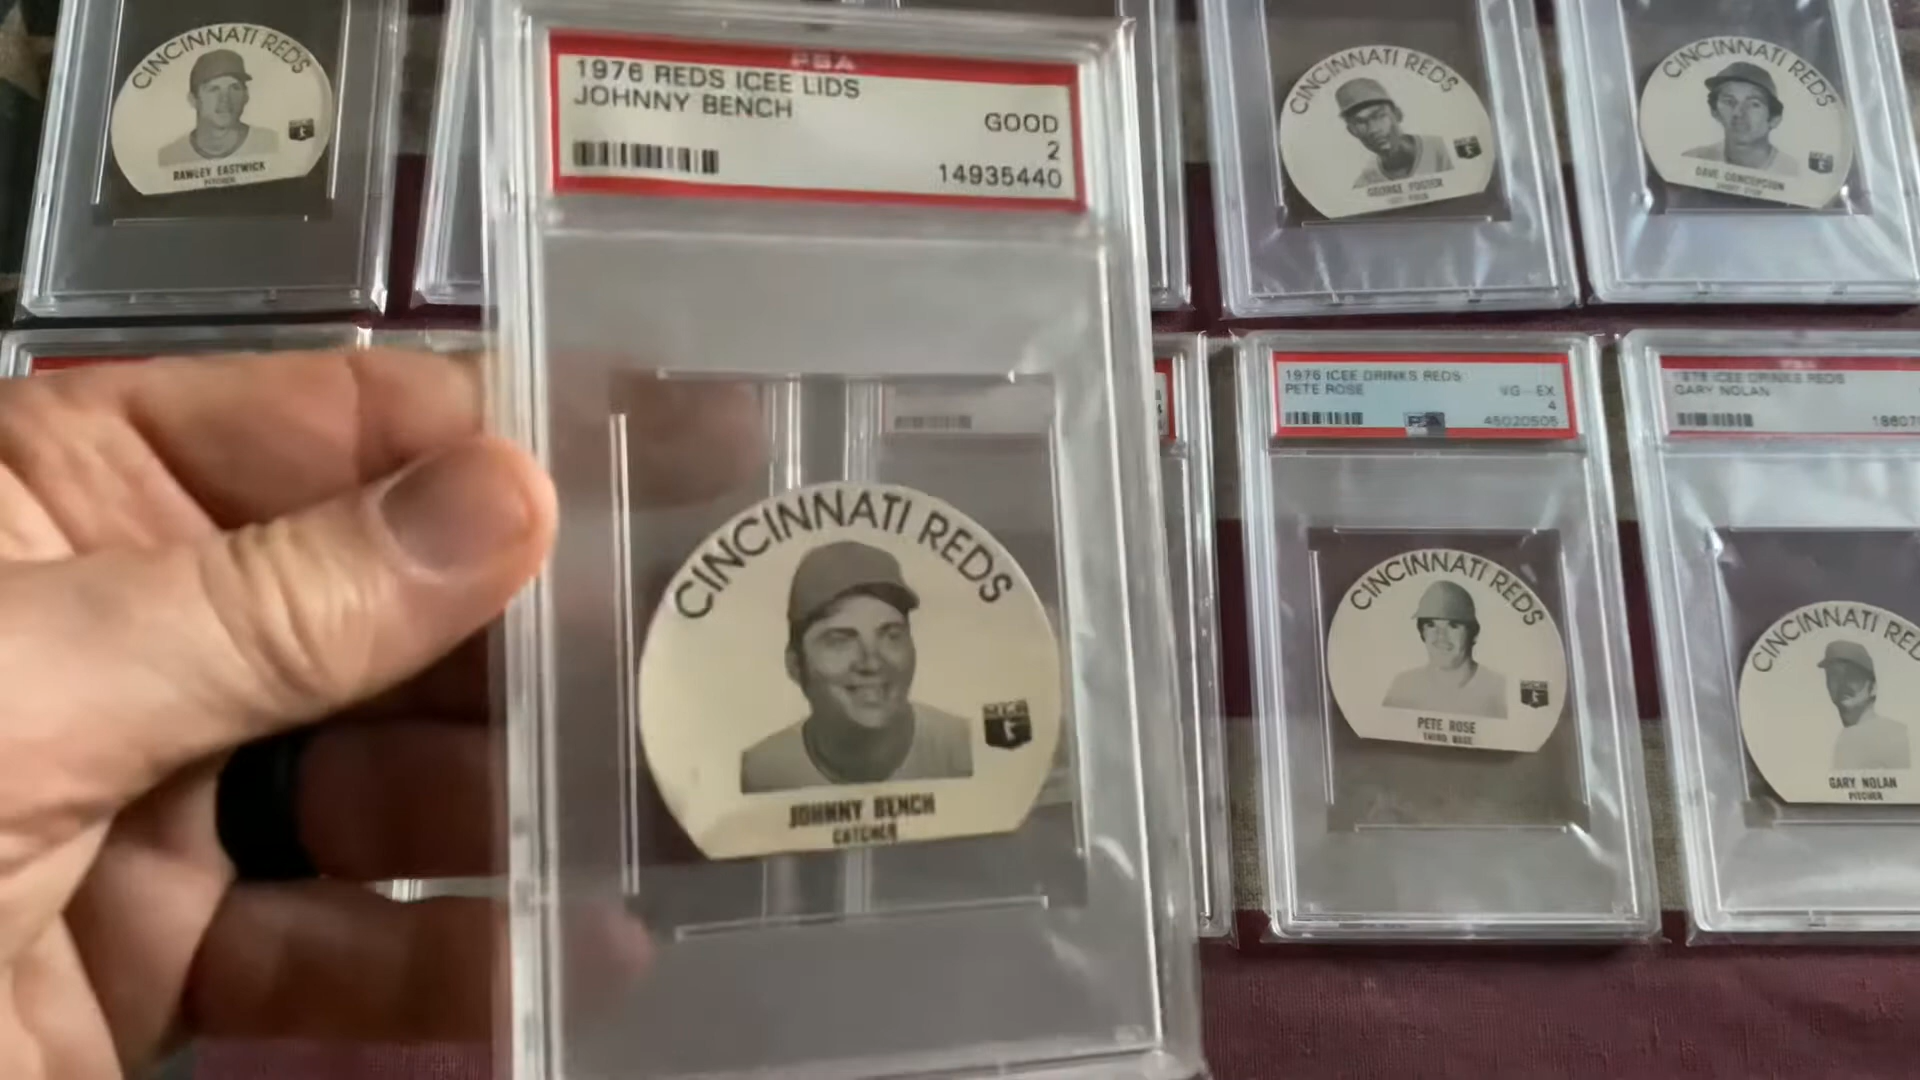 CINCINNATI REDS
RAWLEY EASTWICK
PITCHER
PSA
1976 REDS ICEE LIDS
JOHNNY BENCH
GOOD
2
14935440
CINCINNATI REDS
JOHNNY BENCH
CATCHER
CINCINNATI REDS
GEORGE FOSTER
CINCINNATI REDS
DAVE CONCEPCION
1976 ICEE DRINKS REDS
PETE ROSE
VG - EX
4
PSA
45020505
CINCINNATI REDS
PETE ROSE
THIRD BASE
1976 ICEE DRINKS REDS
GARY NOLAN
CINCINNATI RED
GARY NOLAN
PITCHER